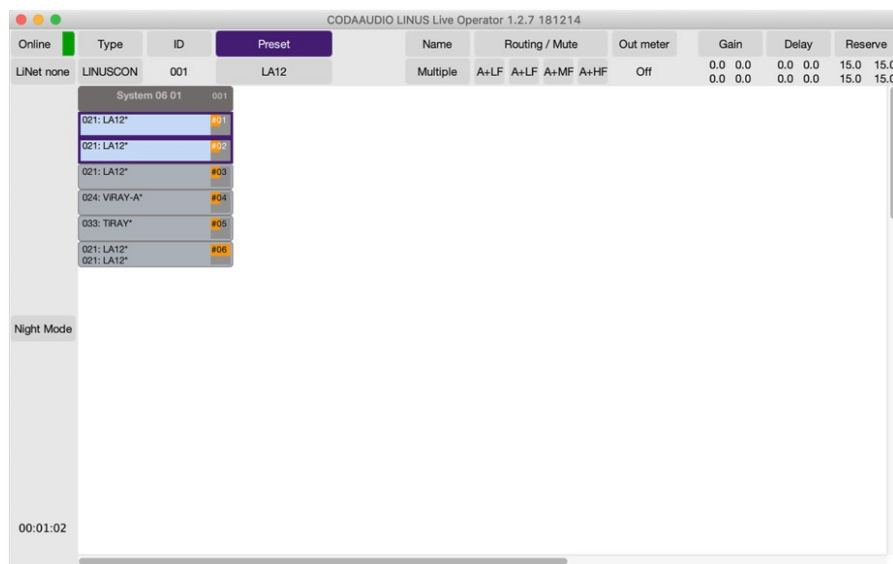 CODAAUDIO LINUS Live Operator 1.2.7 181214
Online Type ID Preset Name Routing / Mute Out meter Gain Delay Reserve
LiNet none LINUSCON 001 LA12 Multiple A+LF A+LF A+MF A+HF Off
0.0 0.0 0.0 0.0 15.0 15.0
0.0 0.0 0.0 0.0 15.0 15.0
System 06 01 001
021: LA12* #01
021: LA12* #02
021: LA12* #03
024: ViRAY-A* #04
033: TiRAY* #05
021: LA12* #06
021: LA12*
Night Mode
00:01:02